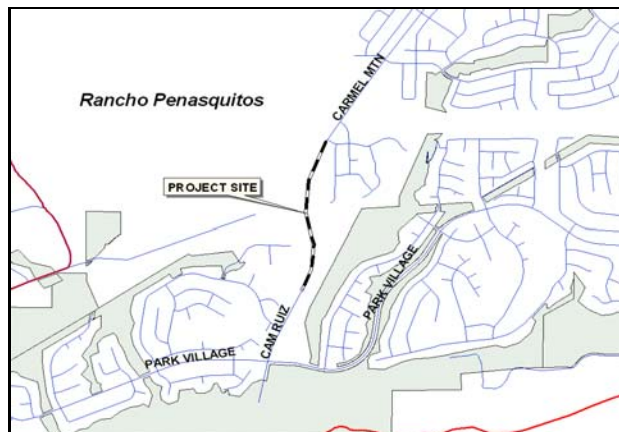 CARMEL MTN
Rancho Penasquitos
PROJECT SITE
PARK VILLAGE
CAM RUIZ
PARK VILLAGE